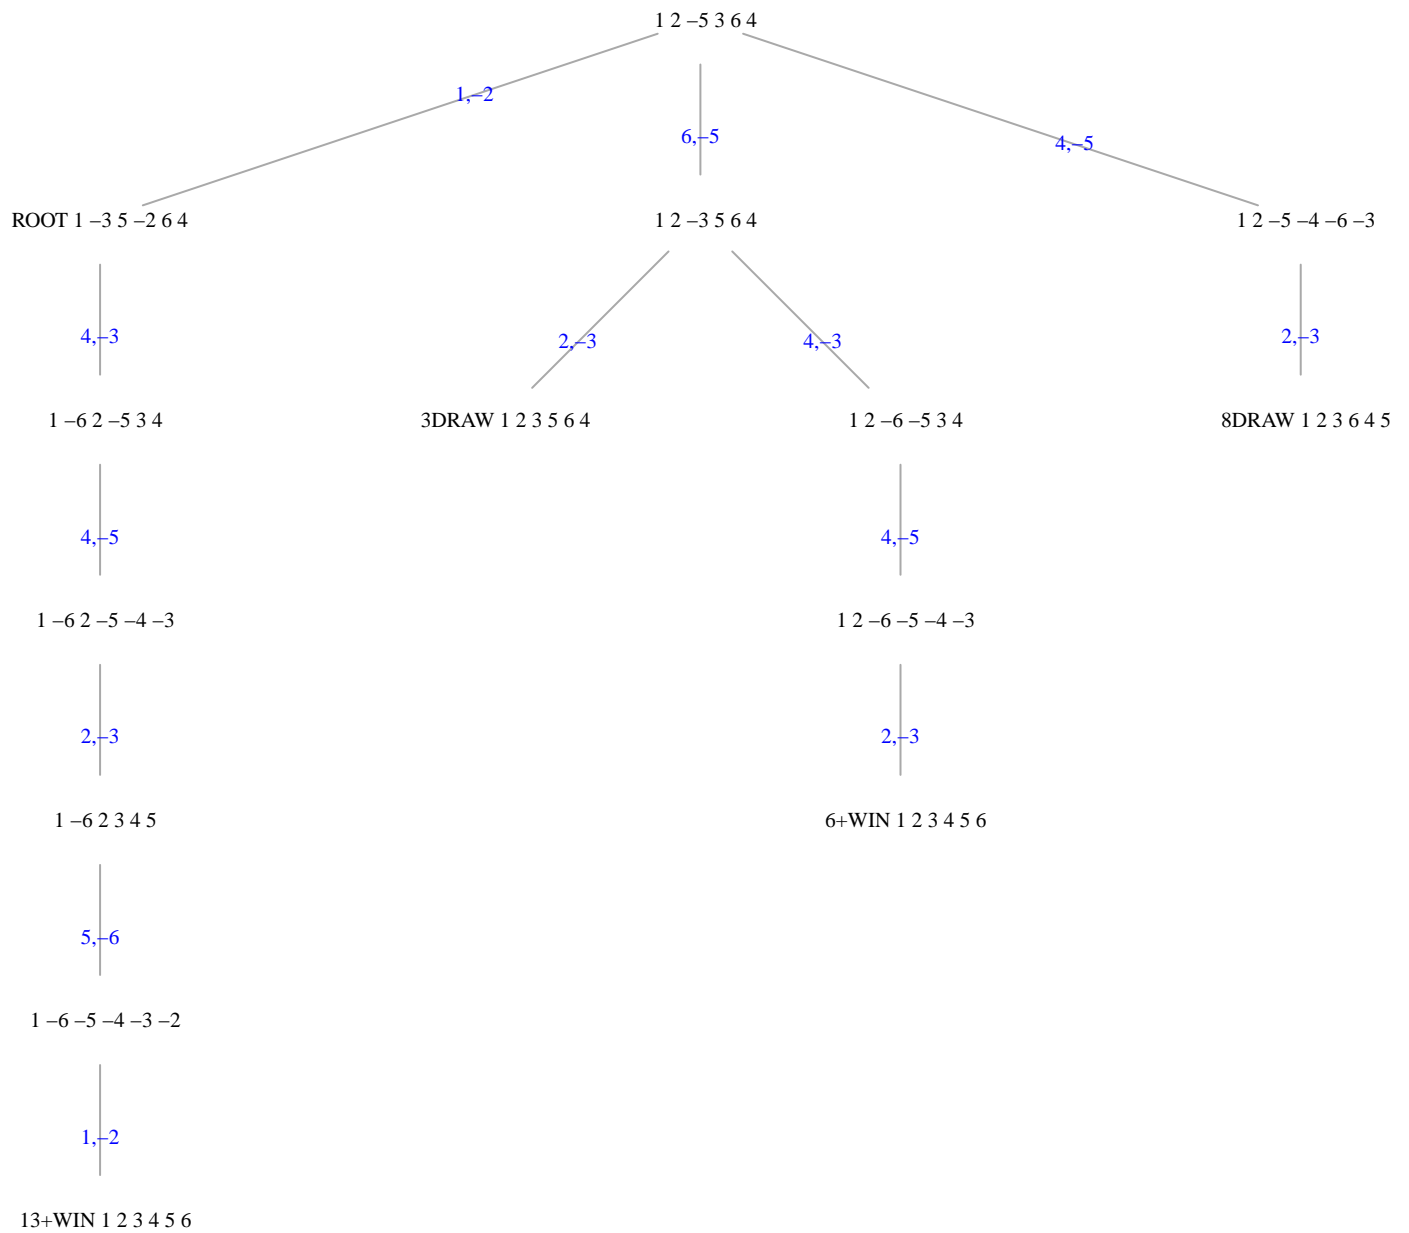 1 2 –5 3 6 4
1,–2
6,–5
4,–5
ROOT 1 –3 5 –2 6 4
1 2 –3 5 6 4
1 2 –5 –4 –6 –3
4,–3
2,–3
4,–3
2,–3
1 –6 2 –5 3 4
3DRAW 1 2 3 5 6 4
1 2 –6 –5 3 4
8DRAW 1 2 3 6 4 5
4,–5
4,–5
1 –6 2 –5 –4 –3
1 2 –6 –5 –4 –3
2,–3
2,–3
1 –6 2 3 4 5
6+WIN 1 2 3 4 5 6
5,–6
1 –6 –5 –4 –3 –2
1,–2
13+WIN 1 2 3 4 5 6